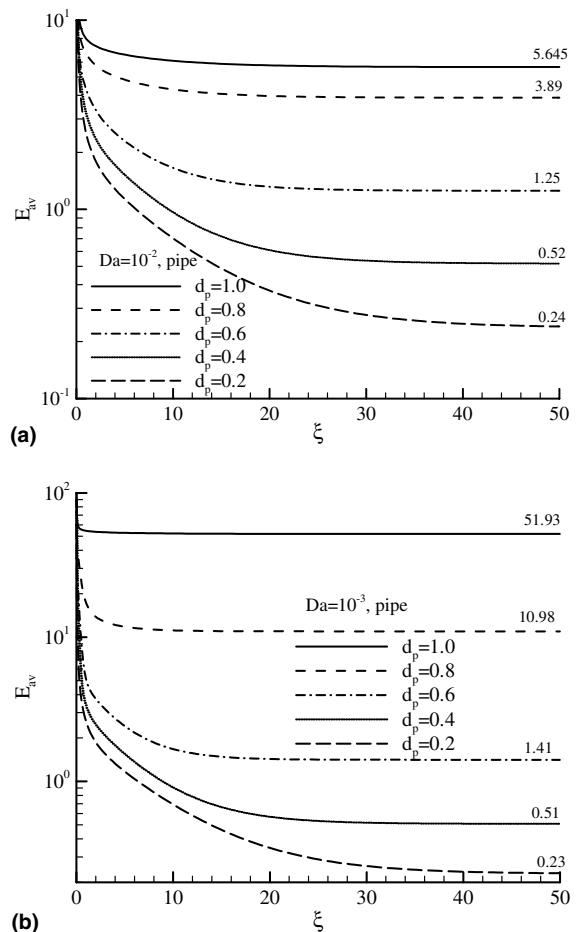 10^1
5.645
3.89
1.25
10^0
E_av
0.52
Da=10^-2, pipe
d_p=1.0
d_p=0.8
d_p=0.6
d_p=0.4
d_p=0.2
0.24
10^-1
0 10 20 30 40 50
(a)
ξ
10^2
51.93
Da=10^-3, pipe
10.98
10^1
d_p=1.0
d_p=0.8
d_p=0.6
d_p=0.4
d_p=0.2
E_av
1.41
10^0
0.51
0.23
0 10 20 30 40 50
(b)
ξ